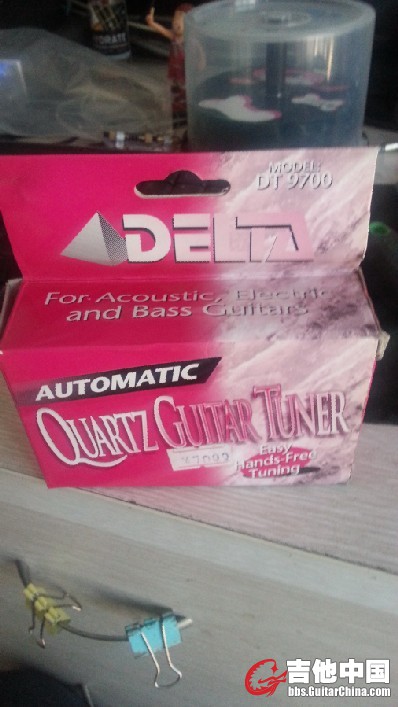 MODEL:
DT 9700
DELTA
For Acoustic, Electric
and Bass Guitars
AUTOMATIC
QUARTZ GUITAR TUNER
Easy
Hands-Free
Tuning
吉他中国
bbs.GuitarChina.com